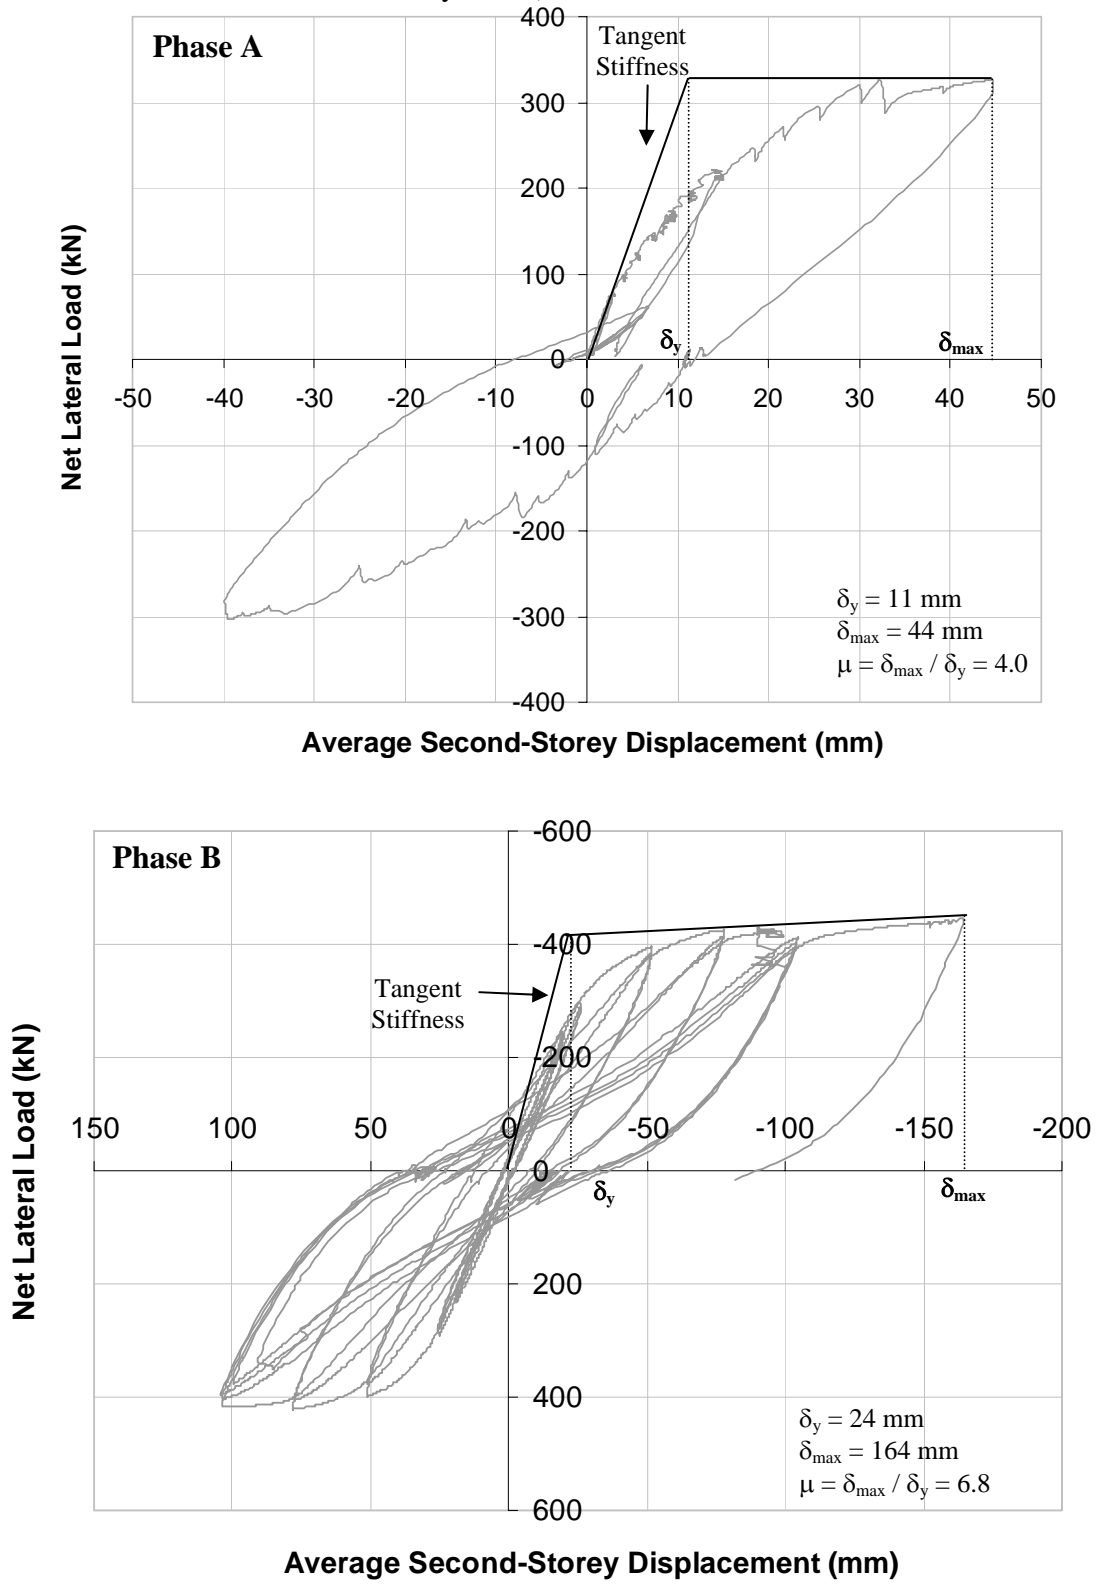 400
Phase A
Tangent
Stiffness
300
200
100
δy
δmax
0
-50
-40
-30
-20
-10
0
10
20
30
40
50
-100
-200
-300
-400
δy = 11 mm
δmax = 44 mm
μ = δmax / δy = 4.0
Net Lateral Load (kN)
Average Second-Storey Displacement (mm)
-600
Phase B
-400
Tangent
Stiffness
-200
150
100
50
0
-50
-100
-150
-200
0
δy
δmax
200
400
600
δy = 24 mm
δmax = 164 mm
μ = δmax / δy = 6.8
Net Lateral Load (kN)
Average Second-Storey Displacement (mm)